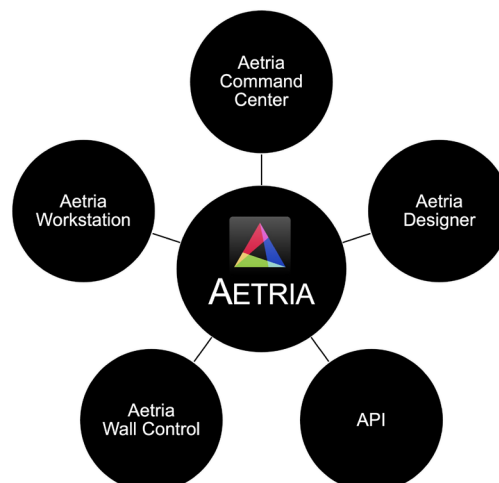 Aetria
Command
Center
Aetria
Workstation
Aetria
Designer
AETRIA
Aetria
Wall Control
API